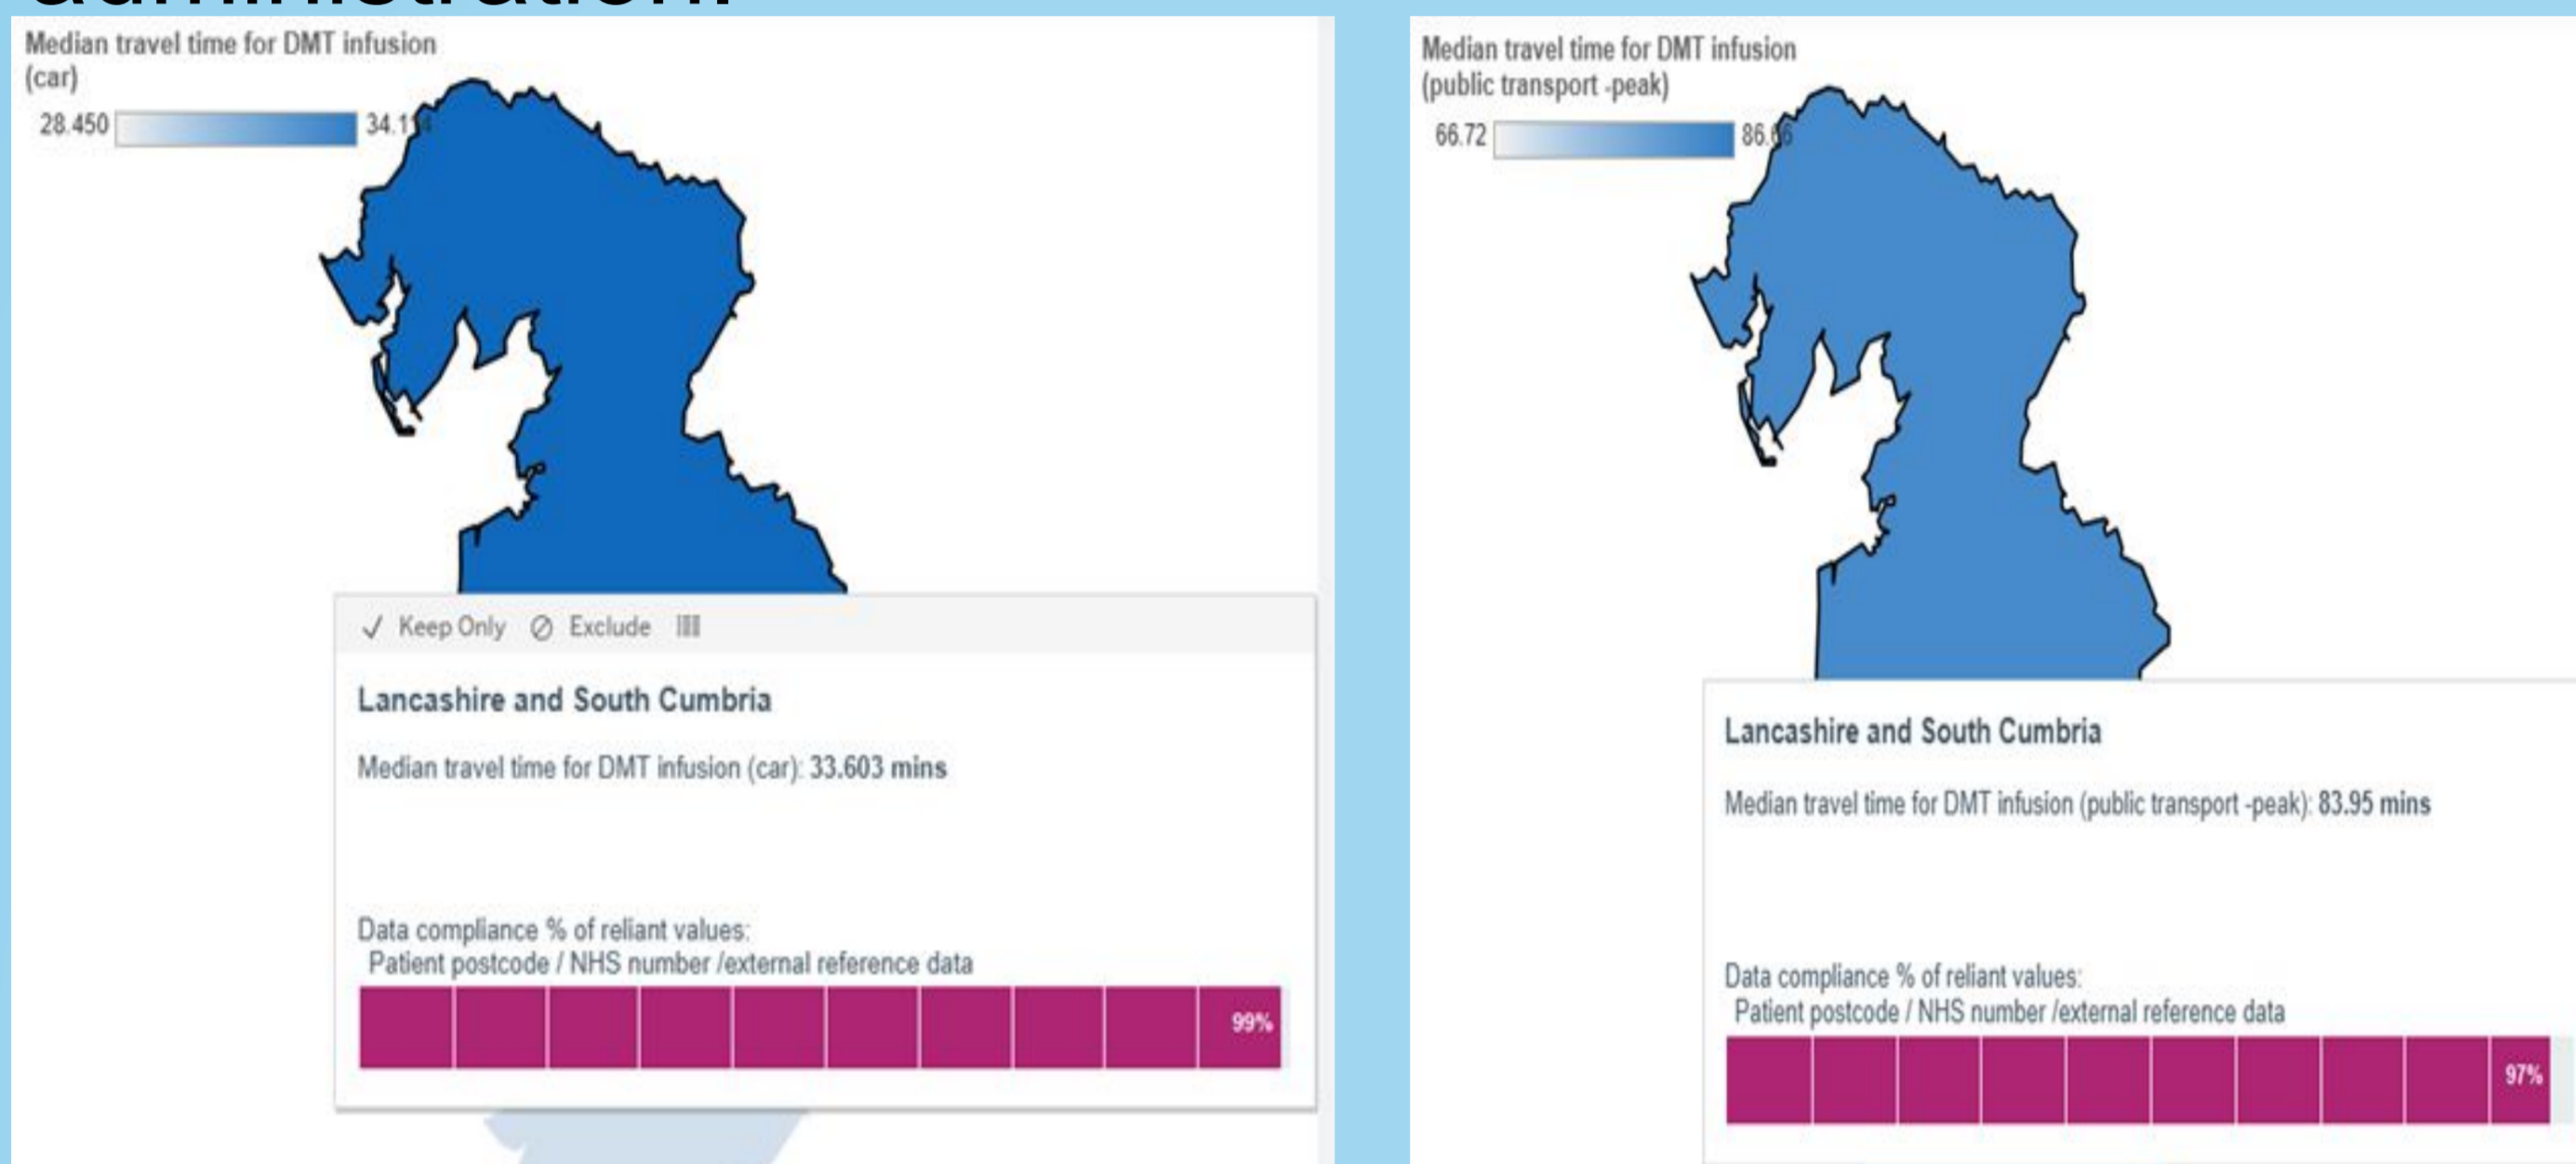 Median travel time for DMT infusion
(car)
28.450
Keep Only Exclude
Lancashire and South Cumbria
Median travel time for DMT infusion (car): 33.603 mins
Data compliance % of reliant values:
Patient postcode / NHS number /external reference data
99%
Median travel time for DMT infusion
(public transport -peak)
66.72
Lancashire and South Cumbria
Median travel time for DMT infusion (public transport -peak): 83.95 mins
Data compliance % of reliant values:
Patient postcode / NHS number /external reference data
97%